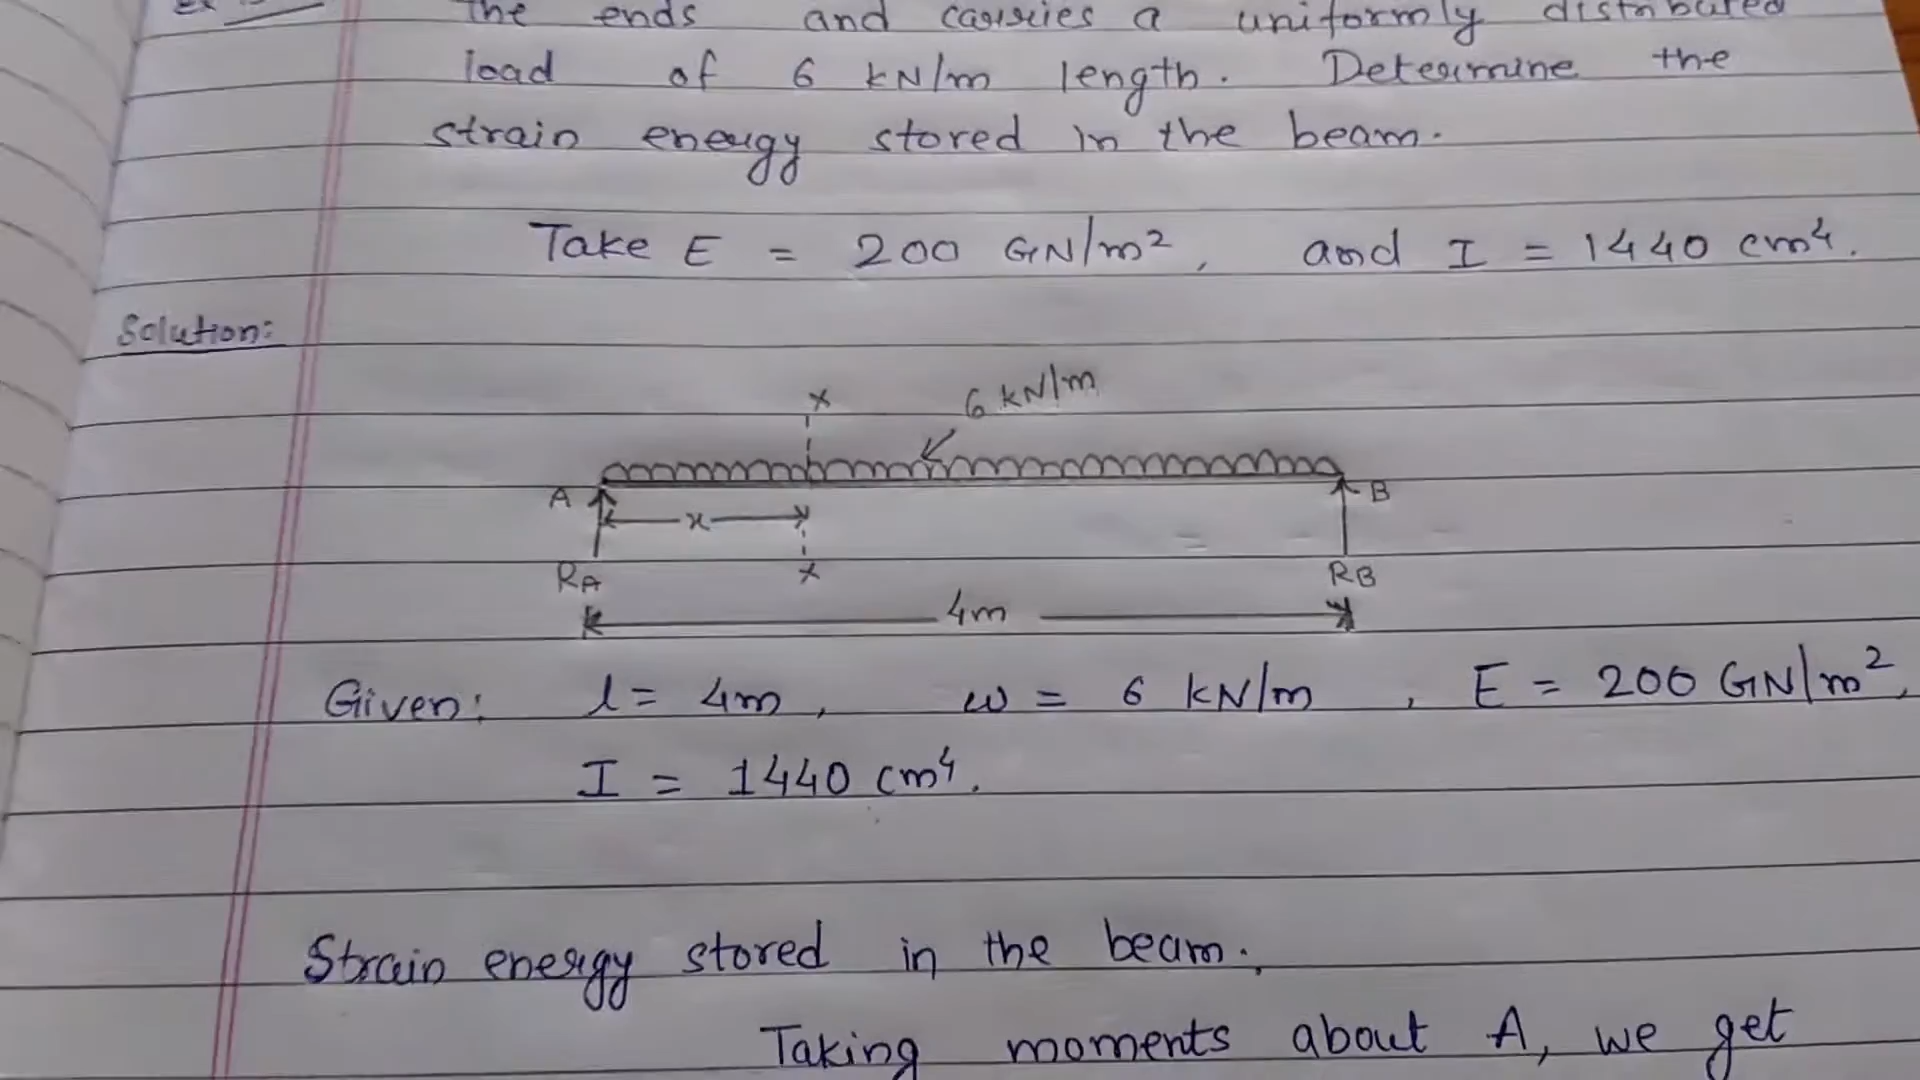 the ends and carries a uniformly distributed
load of 6 kN/m length. Determine the
strain energy stored in the beam.
Take E = 200 GN/m², and I = 1440 cm⁴.
Solution:
x
6 kN/m
A
B
x
RA
x
RB
4m
Given: l = 4m, w = 6 kN/m, E = 200 GN/m²,
I = 1440 cm⁴.
Strain energy stored in the beam.
Taking moments about A, we get